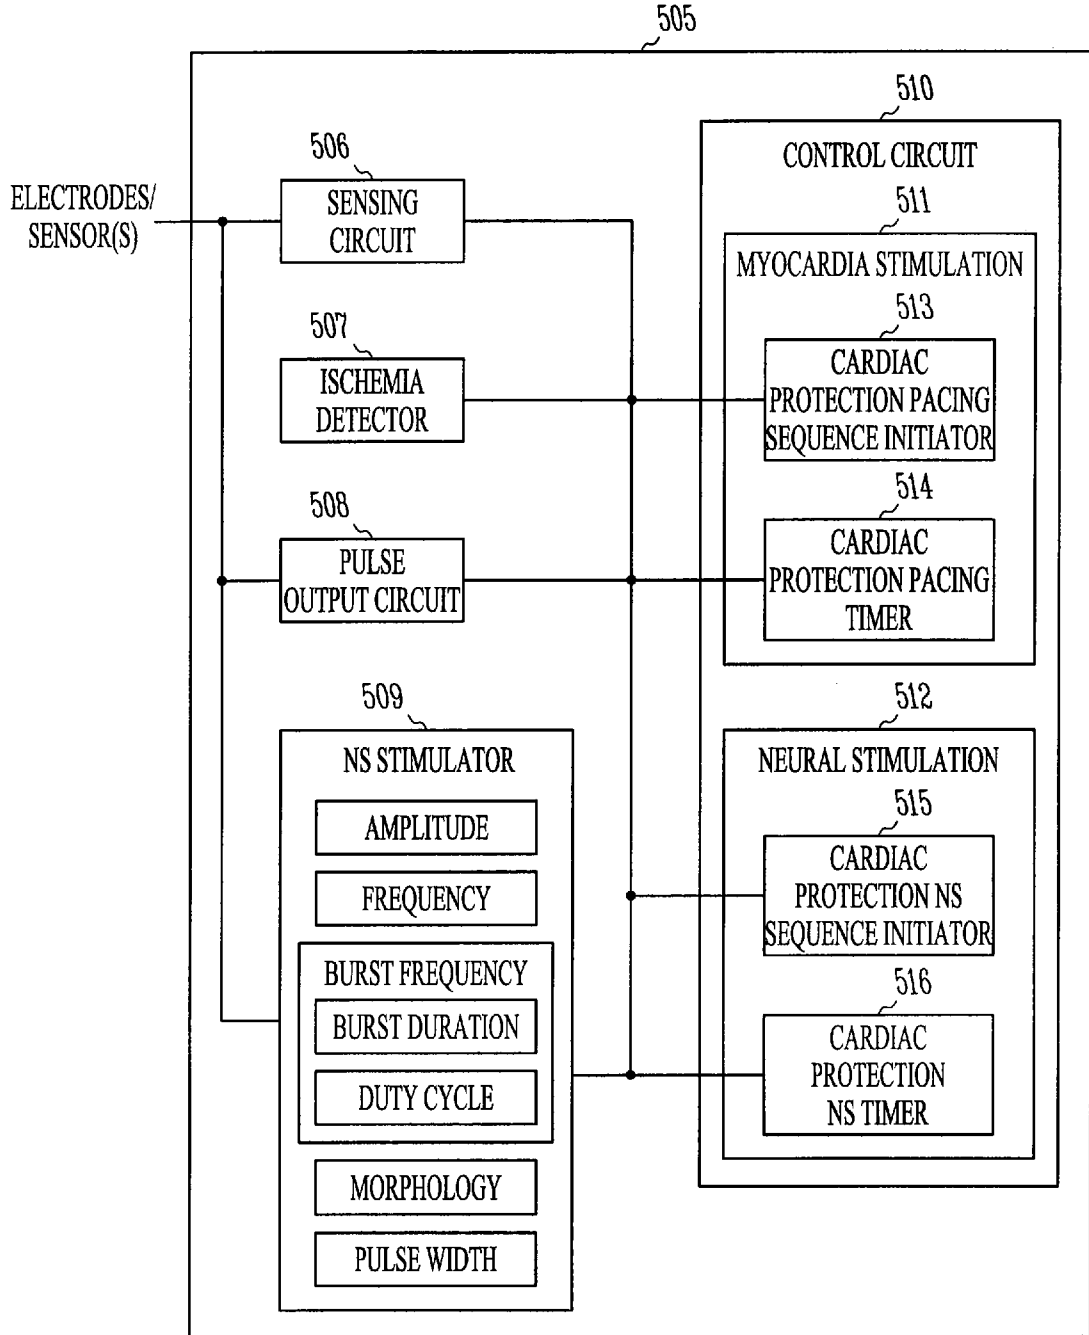 505
510
CONTROL CIRCUIT
506
SENSING
CIRCUIT
ELECTRODES/
SENSOR(S)
511
MYOCARDIA STIMULATION
507
ISCHEMIA
DETECTOR
513
CARDIAC
PROTECTION PACING
SEQUENCE INITIATOR
508
PULSE
OUTPUT CIRCUIT
514
CARDIAC
PROTECTION PACING
TIMER
509
NS STIMULATOR
AMPLITUDE
FREQUENCY
BURST FREQUENCY
BURST DURATION
DUTY CYCLE
MORPHOLOGY
PULSE WIDTH
512
NEURAL STIMULATION
515
CARDIAC
PROTECTION NS
SEQUENCE INITIATOR
516
CARDIAC
PROTECTION
NS TIMER